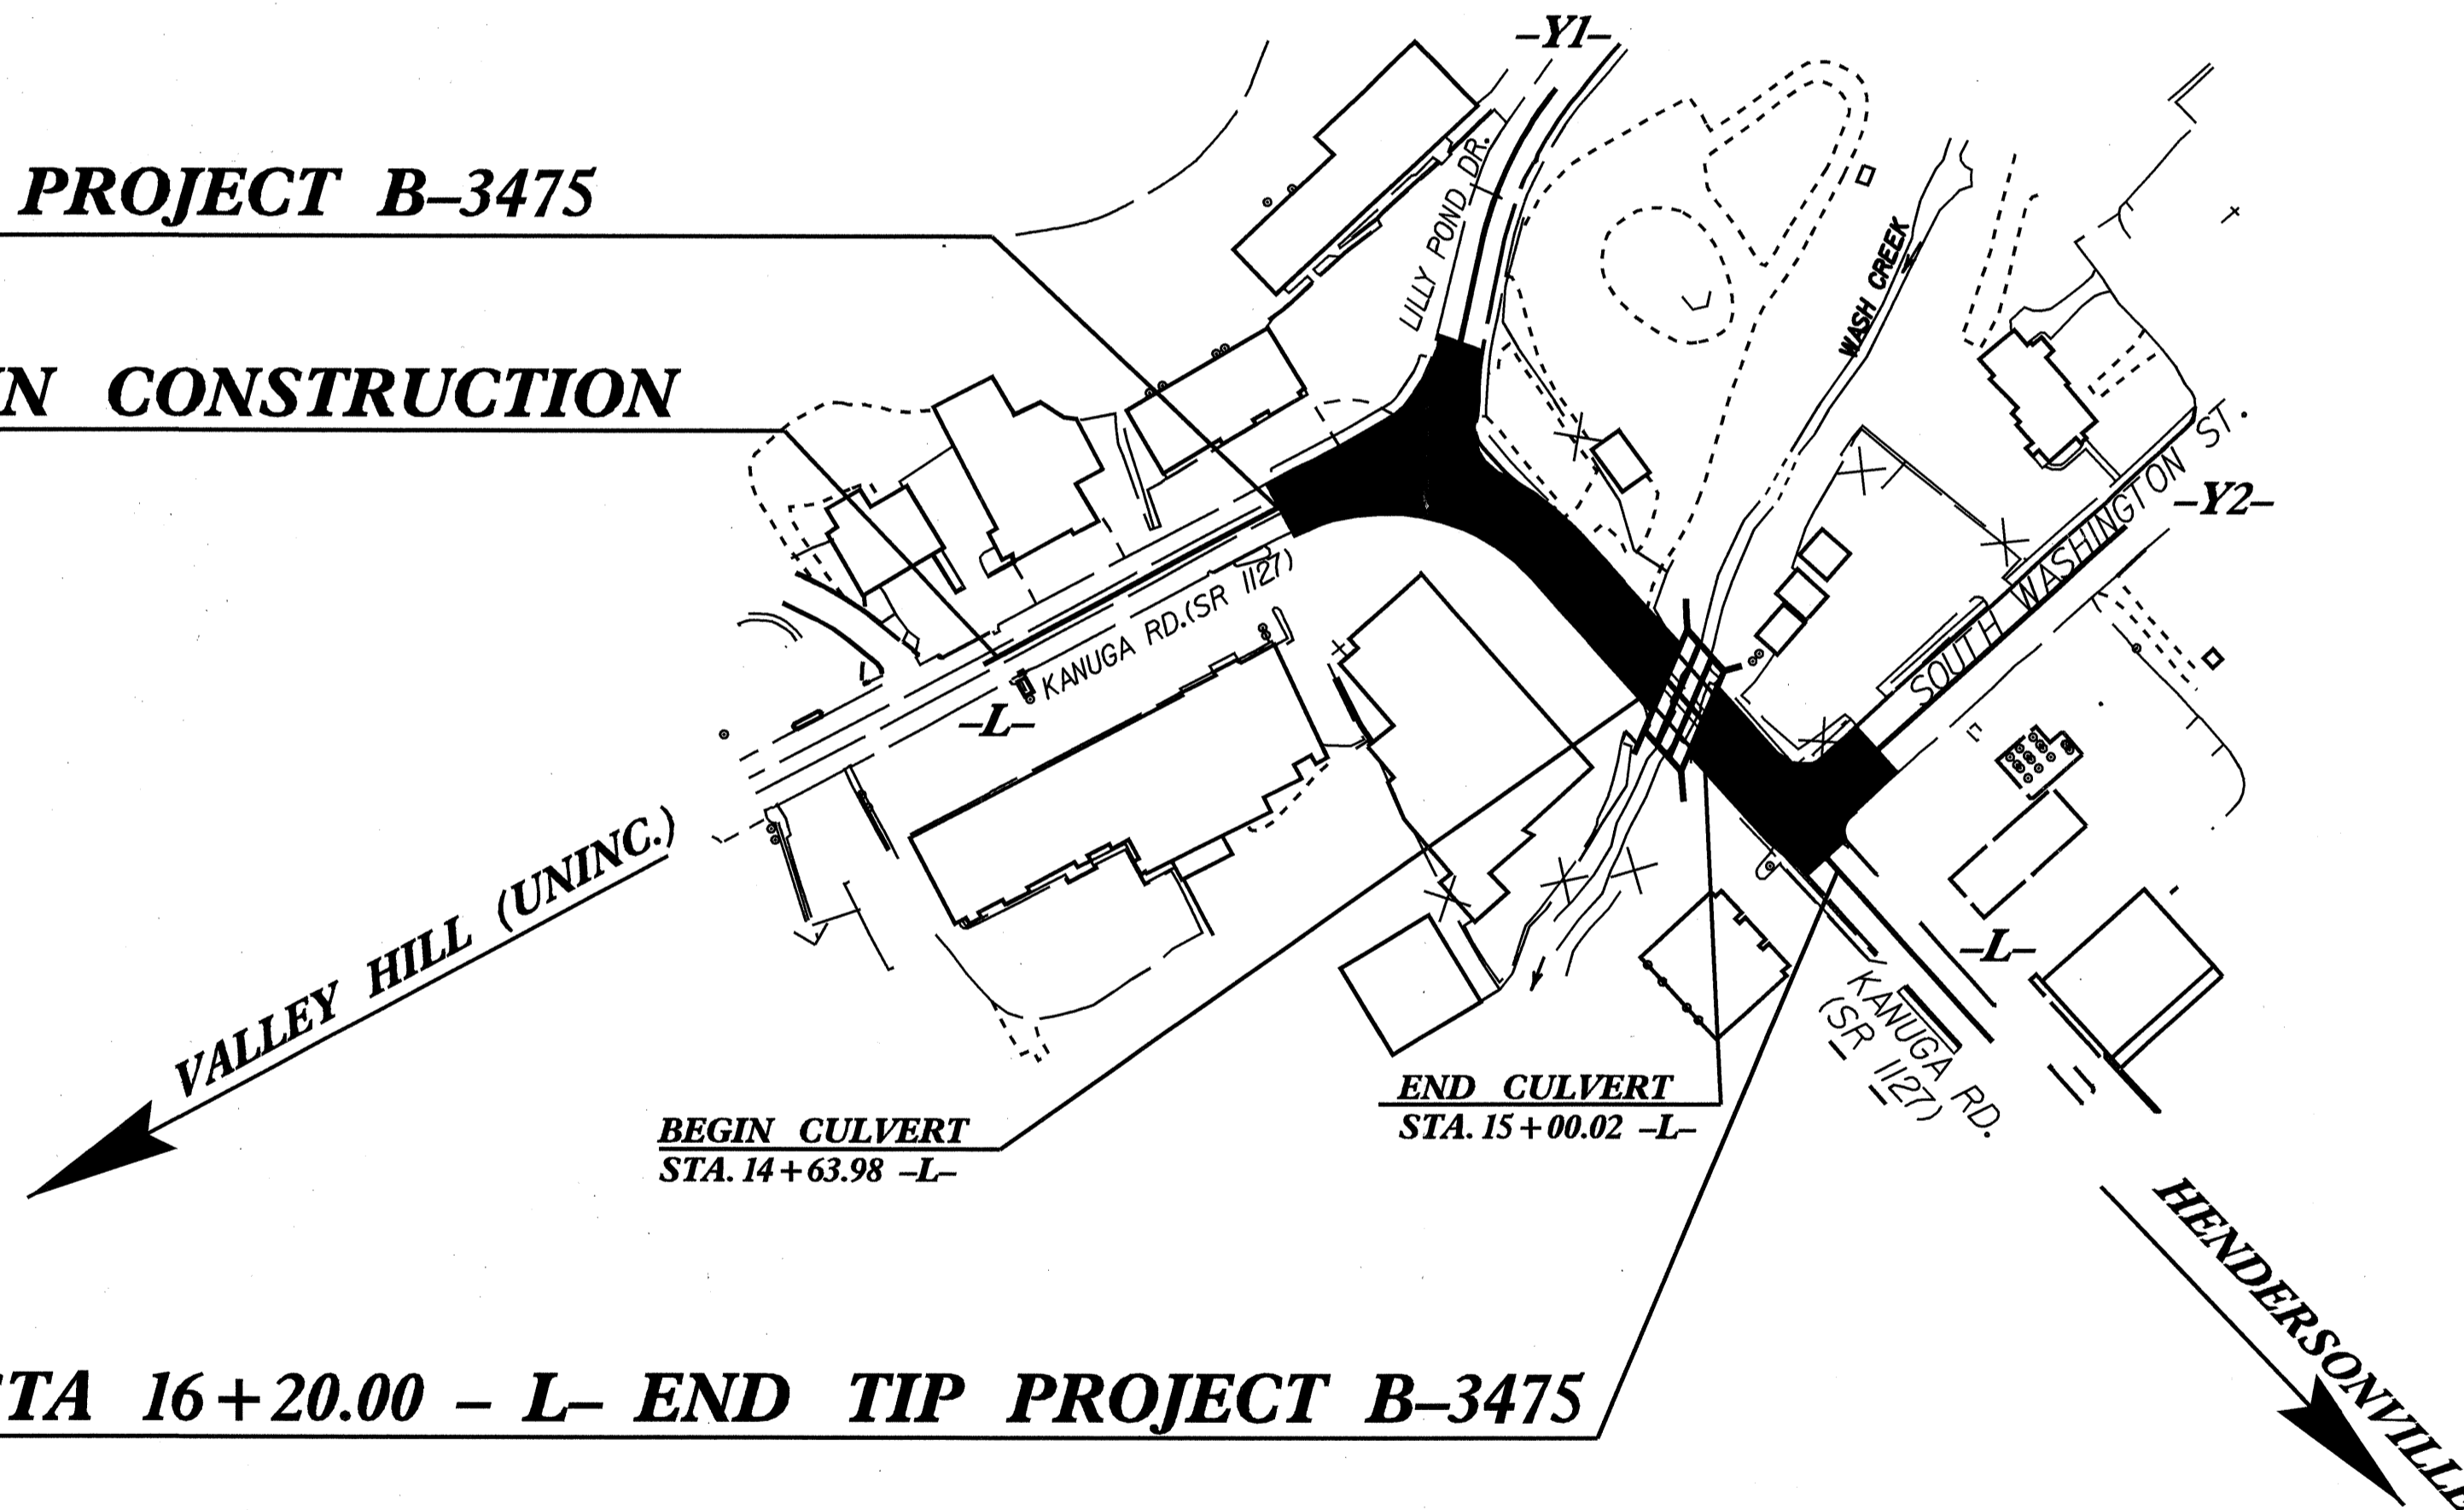 –Y1–
PROJECT B–3475
LILLY POND DR.
WASH CREEK
CONSTRUCTION
SOUTH WASHINGTON ST.
–Y2–
KANUGA RD.(SR 1127)
–L–
VALLEY HILL (UNINC.)
–L–
KANUGA RD.
(SR 1127)
END CULVERT
STA. 15+00.02 –L–
BEGIN CULVERT
STA. 14+63.98 –L–
HENDERSONVILLE
TA 16+20.00 – L– END TIP PROJECT B–3475